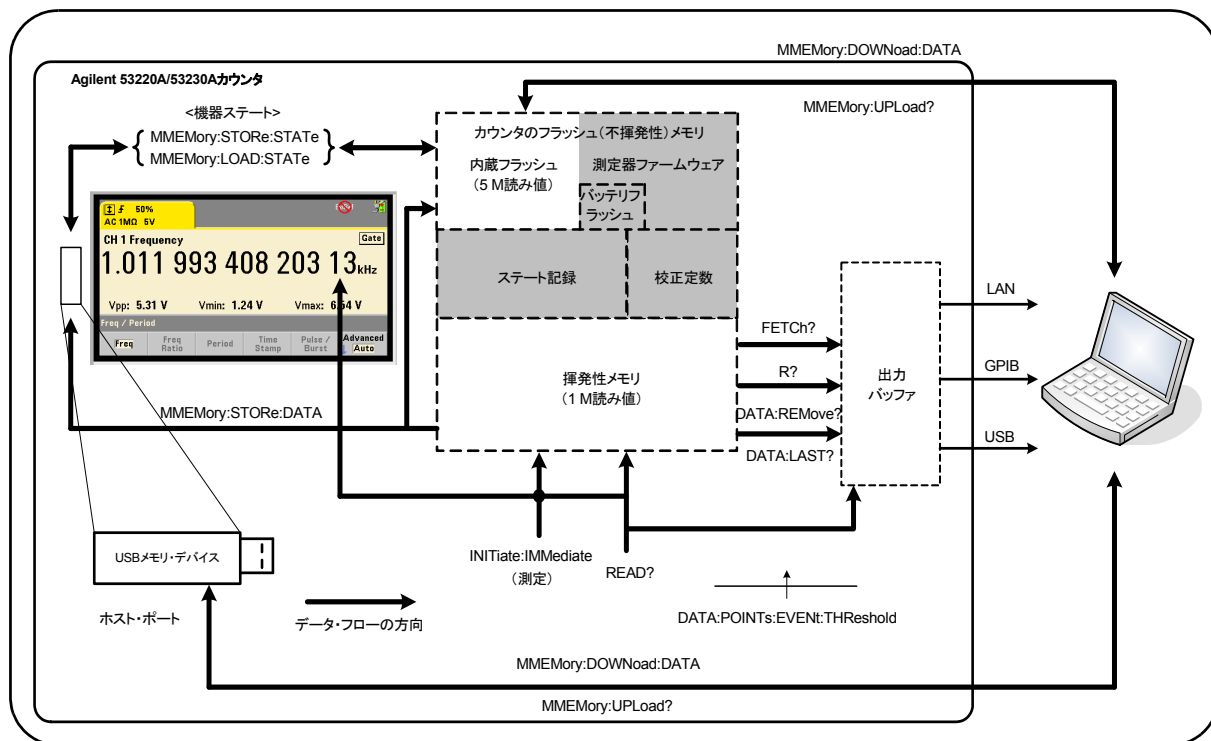 MMEMory:DOWNoad:DATA
Agilent 53220A/53230Aカウンタ
MMEMory:UPLoad?
<機器ステート>
MMEMory:STORe:STATe
MMEMory:LOAD:STATe
カウンタのフラッシュ(不揮発性)メモリ
内蔵フラッシュ
(5 M読み値)
測定器ファームウェア
バッテリフ
ラッシュ
ステート記録
校正定数
50%
AC 1MΩ 5V
CH 1 Frequency
Gate
1.011 993 408 203 13kHz
Vpp: 5.31 V Vmin: 1.24 V Vmax: 6.54 V
Freq / Period
Freq
Freq
Ratio
Period
Time
Stamp
Pulse /
Burst
Advanced
Auto
揮発性メモリ
(1 M読み値)
FETCh?
R?
DATA:REMove?
DATA:LAST?
出力
バッファ
LAN
GPIB
USB
MMEMory:STORe:DATA
USBメモリ・デバイス
ホスト・ポート
データ・フローの方向
INITiate:IMMediate
(測定)
READ?
DATA:POINTs:EVENt:THReshold
MMEMory:DOWNoad:DATA
MMEMory:UPLoad?